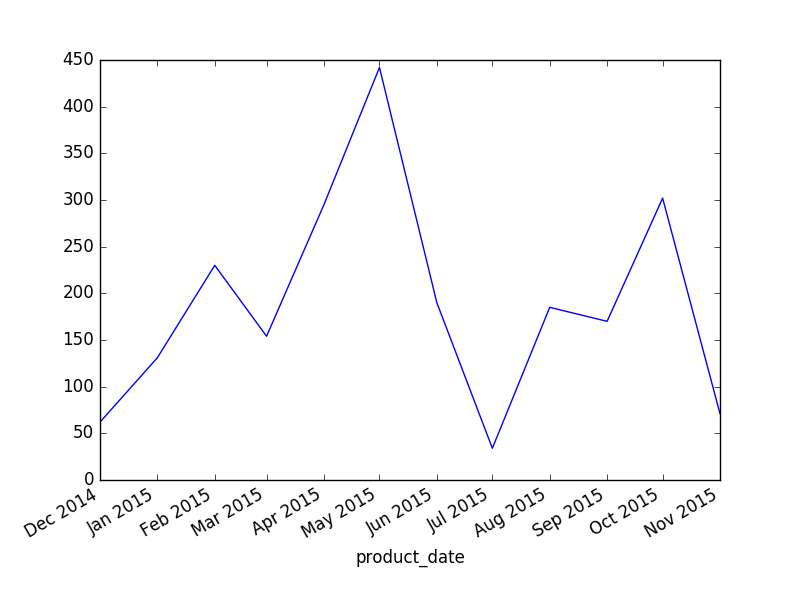 450
400
350
300
250
200
150
100
50
0
Dec 2014
Jan 2015
Feb 2015
Mar 2015
Apr 2015
May 2015
Jun 2015
Jul 2015
Aug 2015
Sep 2015
Oct 2015
Nov 2015
product_date